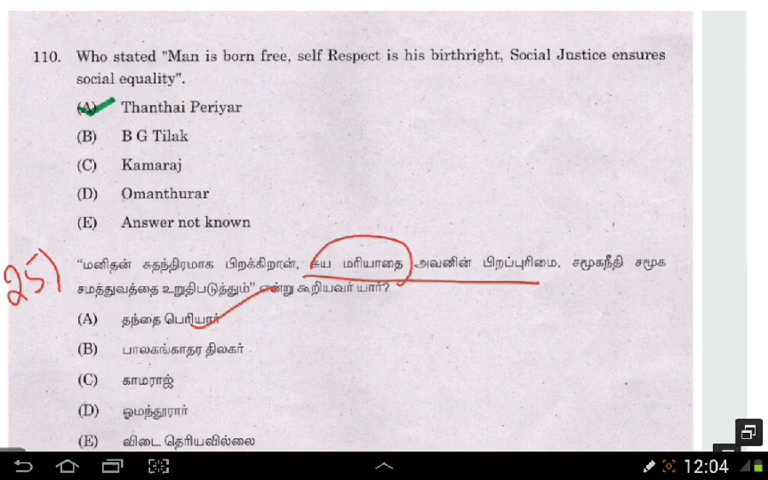 110. Who stated "Man is born free, self Respect is his birthright, Social Justice ensures
social equality".
(A) Thanthai Periyar
(B) B G Tilak
(C) Kamaraj
(D) Omanthurar
(E) Answer not known
25)
"மனிதன் சுதந்திரமாக பிறக்கிறான், சுய மரியாதை அவனின் பிறப்புரிமை, சமூகநீதி சமூக
சமத்துவத்தை உறுதிபடுத்தும்" என்று கூறியவர் யார்?
(A) தந்தை பெரியார்
(B) பாலகங்காதர திலகர்
(C) காமராஜ்
(D) ஓமந்தூரார்
(E) விடை தெரியவில்லை
12:04